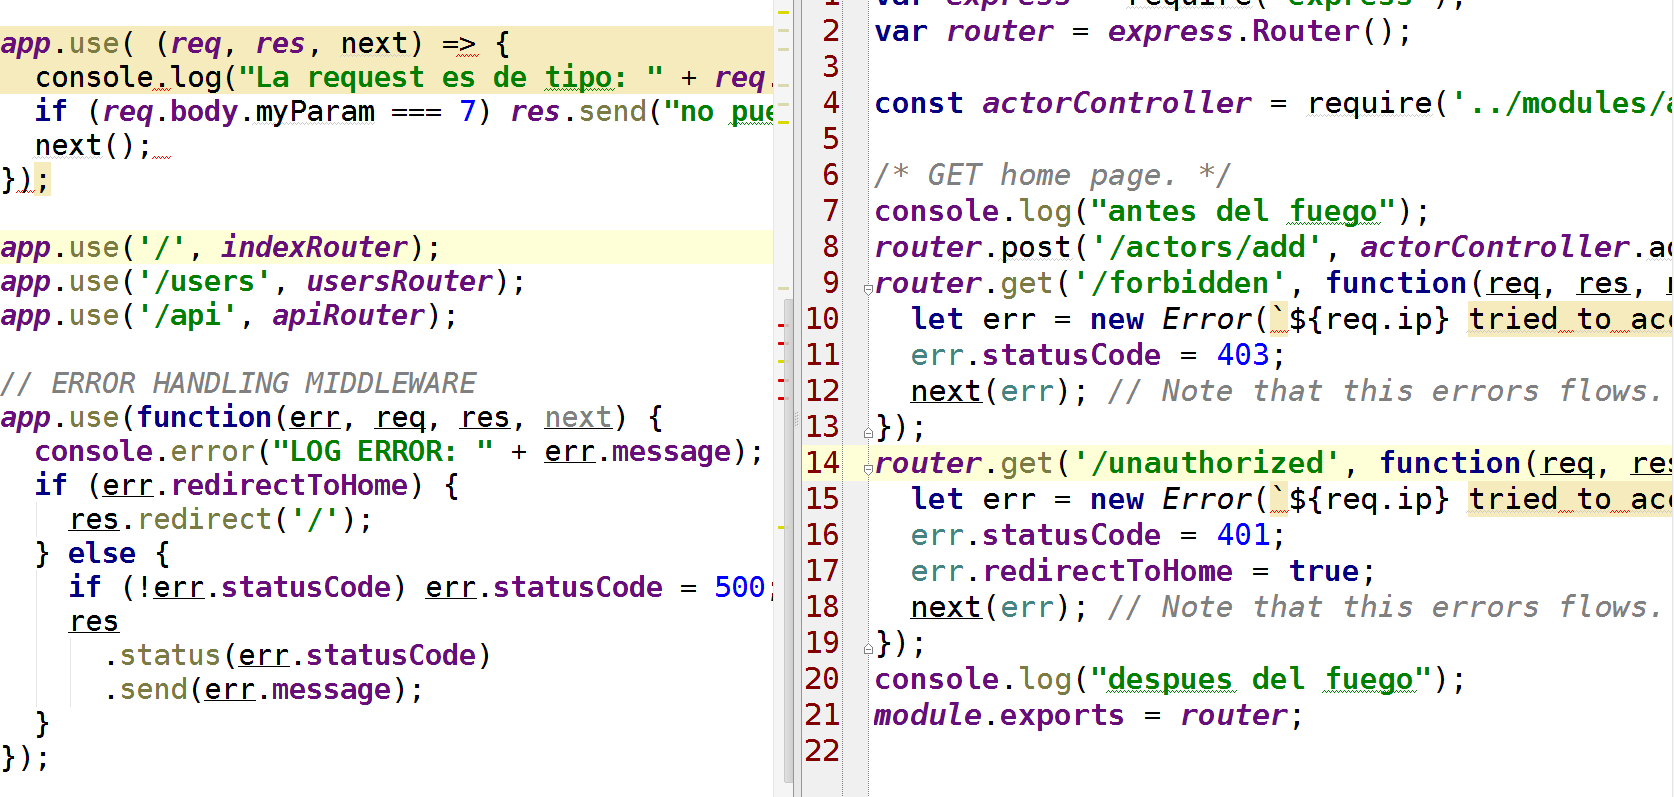 app.use( (req, res, next) => {
  console.log("La request es de tipo: " + req.
  if (req.body.myParam === 7) res.send("no pue
  next();
});

app.use('/', indexRouter);
app.use('/users', usersRouter);
app.use('/api', apiRouter);

// ERROR HANDLING MIDDLEWARE
app.use(function(err, req, res, next) {
  console.error("LOG ERROR: " + err.message);
  if (err.redirectToHome) {
    res.redirect('/');
  } else {
    if (!err.statusCode) err.statusCode = 500;
    res
      .status(err.statusCode)
      .send(err.message);
  }
});
1 var express = require('express');
2 var router = express.Router();
3
4 const actorController = require('../modules/a
5
6 /* GET home page. */
7 console.log("antes del fuego");
8 router.post('/actors/add', actorController.ad
9 router.get('/forbidden', function(req, res, n
10   let err = new Error(`${req.ip} tried to acc
11   err.statusCode = 403;
12   next(err); // Note that this errors flows.
13 });
14 router.get('/unauthorized', function(req, res
15   let err = new Error(`${req.ip} tried to acc
16   err.statusCode = 401;
17   err.redirectToHome = true;
18   next(err); // Note that this errors flows.
19 });
20 console.log("despues del fuego");
21 module.exports = router;
22